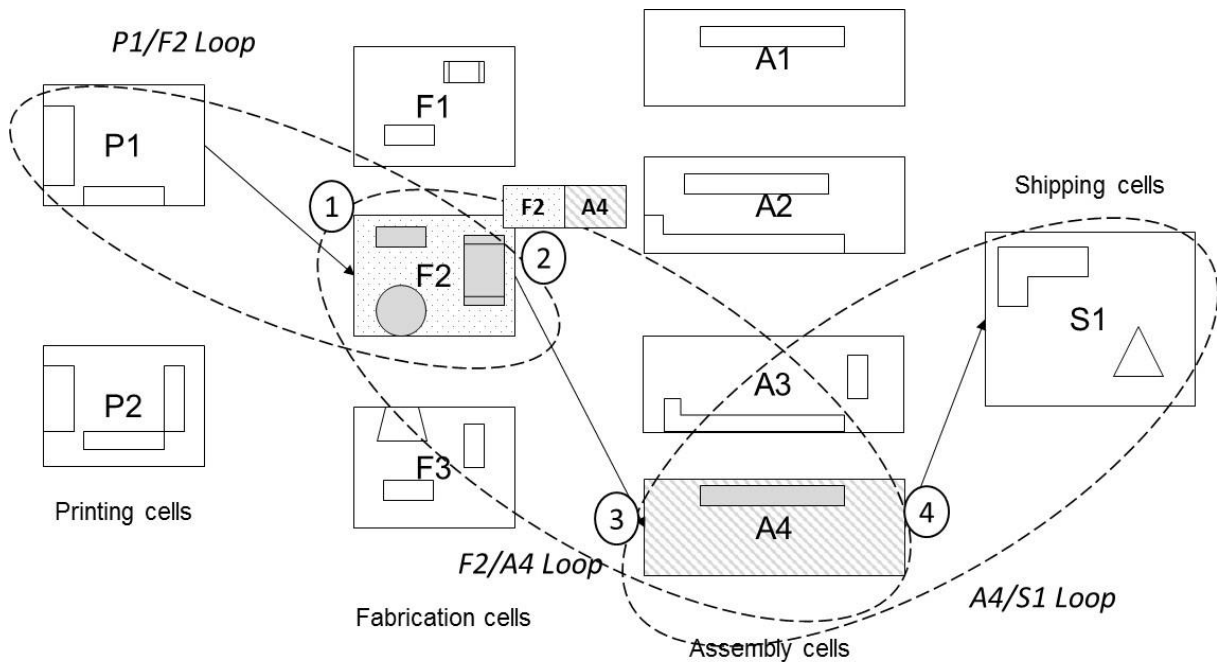 P1/F2 Loop
A1
F1
P1
A2
Shipping cells
F2 A4
1
2
F2
S1
A3
P2
F3
Printing cells
3
4
A4
F2/A4 Loop
A4/S1 Loop
Fabrication cells
Assembly cells